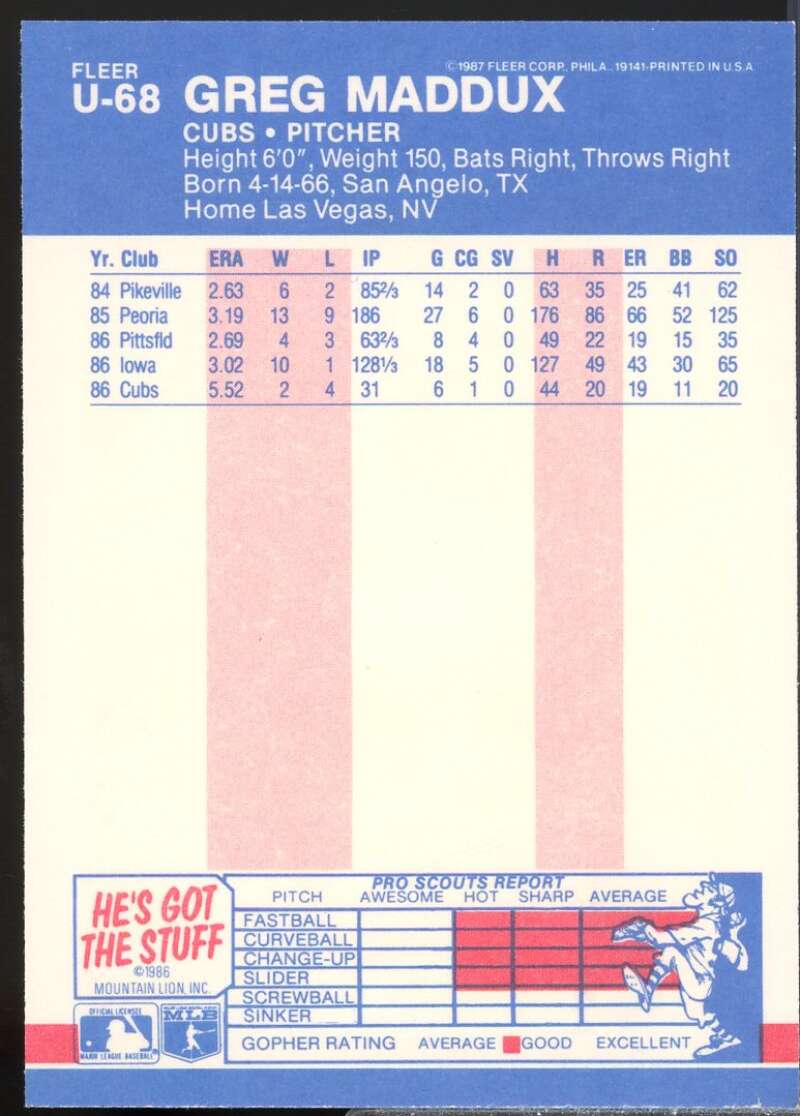 FLEER
©1987 FLEER CORP. PHILA. 19141-PRINTED IN U.S.A
U-68 GREG MADDUX
CUBS • PITCHER
Height 6'0", Weight 150, Bats Right, Throws Right
Born 4-14-66, San Angelo, TX
Home Las Vegas, NV
Yr. Club ERA W L IP G CG SV H R ER BB SO
84 Pikeville 2.63 6 2 85⅔ 14 2 0 63 35 25 41 62
85 Peoria 3.19 13 9 186 27 6 0 176 86 66 52 125
86 Pittsfld 2.69 4 3 63⅔ 8 4 0 49 22 19 15 35
86 Iowa 3.02 10 1 128⅓ 18 5 0 127 49 43 30 65
86 Cubs 5.52 2 4 31 6 1 0 44 20 19 11 20
HE'S GOT
THE STUFF
©1986
MOUNTAIN LION, INC.
PRO SCOUTS REPORT
PITCH AWESOME HOT SHARP AVERAGE
FASTBALL
CURVEBALL
CHANGE-UP
SLIDER
SCREWBALL
SINKER
GOPHER RATING AVERAGE GOOD EXCELLENT
OFFICIAL LICENSEE
MAJOR LEAGUE BASEBALL
MLB